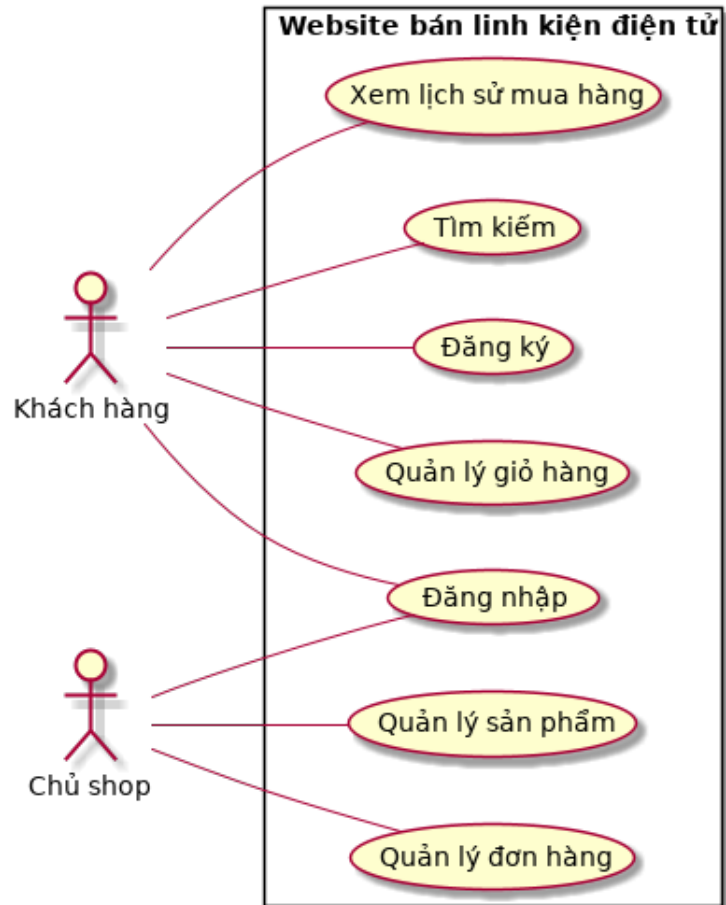 Website bán linh kiện điện tử
Xem lịch sử mua hàng
Tìm kiếm
Đăng ký
Khách hàng
Quản lý giỏ hàng
Đăng nhập
Quản lý sản phẩm
Chủ shop
Quản lý đơn hàng